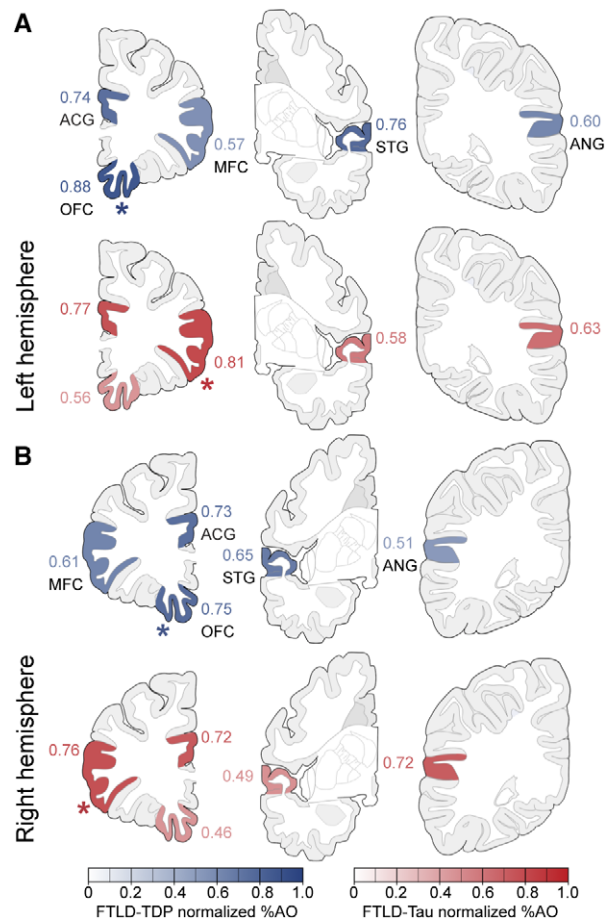 A
0.74
ACG
0.57
MFC
0.88
OFC
*
0.76
STG
0.60
ANG
Left hemisphere
0.77
0.81
*
0.56
0.58
0.63
B
0.73
ACG
0.61
MFC
0.75
OFC
*
0.65
STG
0.51
ANG
Right hemisphere
0.76
0.72
*
0.46
0.49
0.72
0 0.2 0.4 0.6 0.8 1.0
FTLD-TDP normalized %AO
0 0.2 0.4 0.6 0.8 1.0
FTLD-Tau normalized %AO